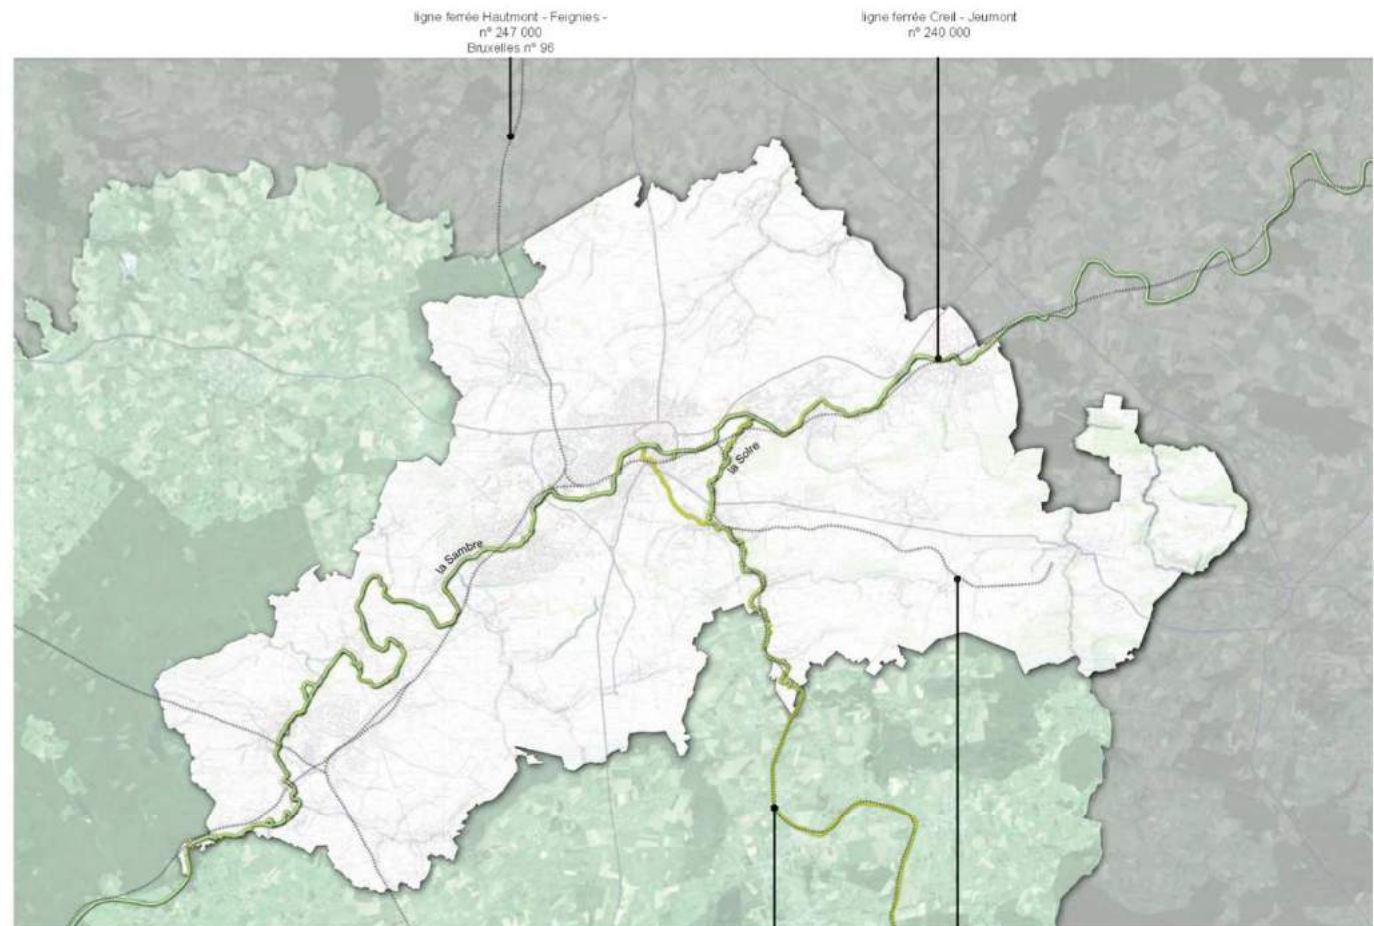 ligne ferrée Hautmont - Feignies -
n° 247 000
Bruxelles n° 96
ligne ferrée Creil - Jeumont
n° 240 000
la Solre
la Sambre